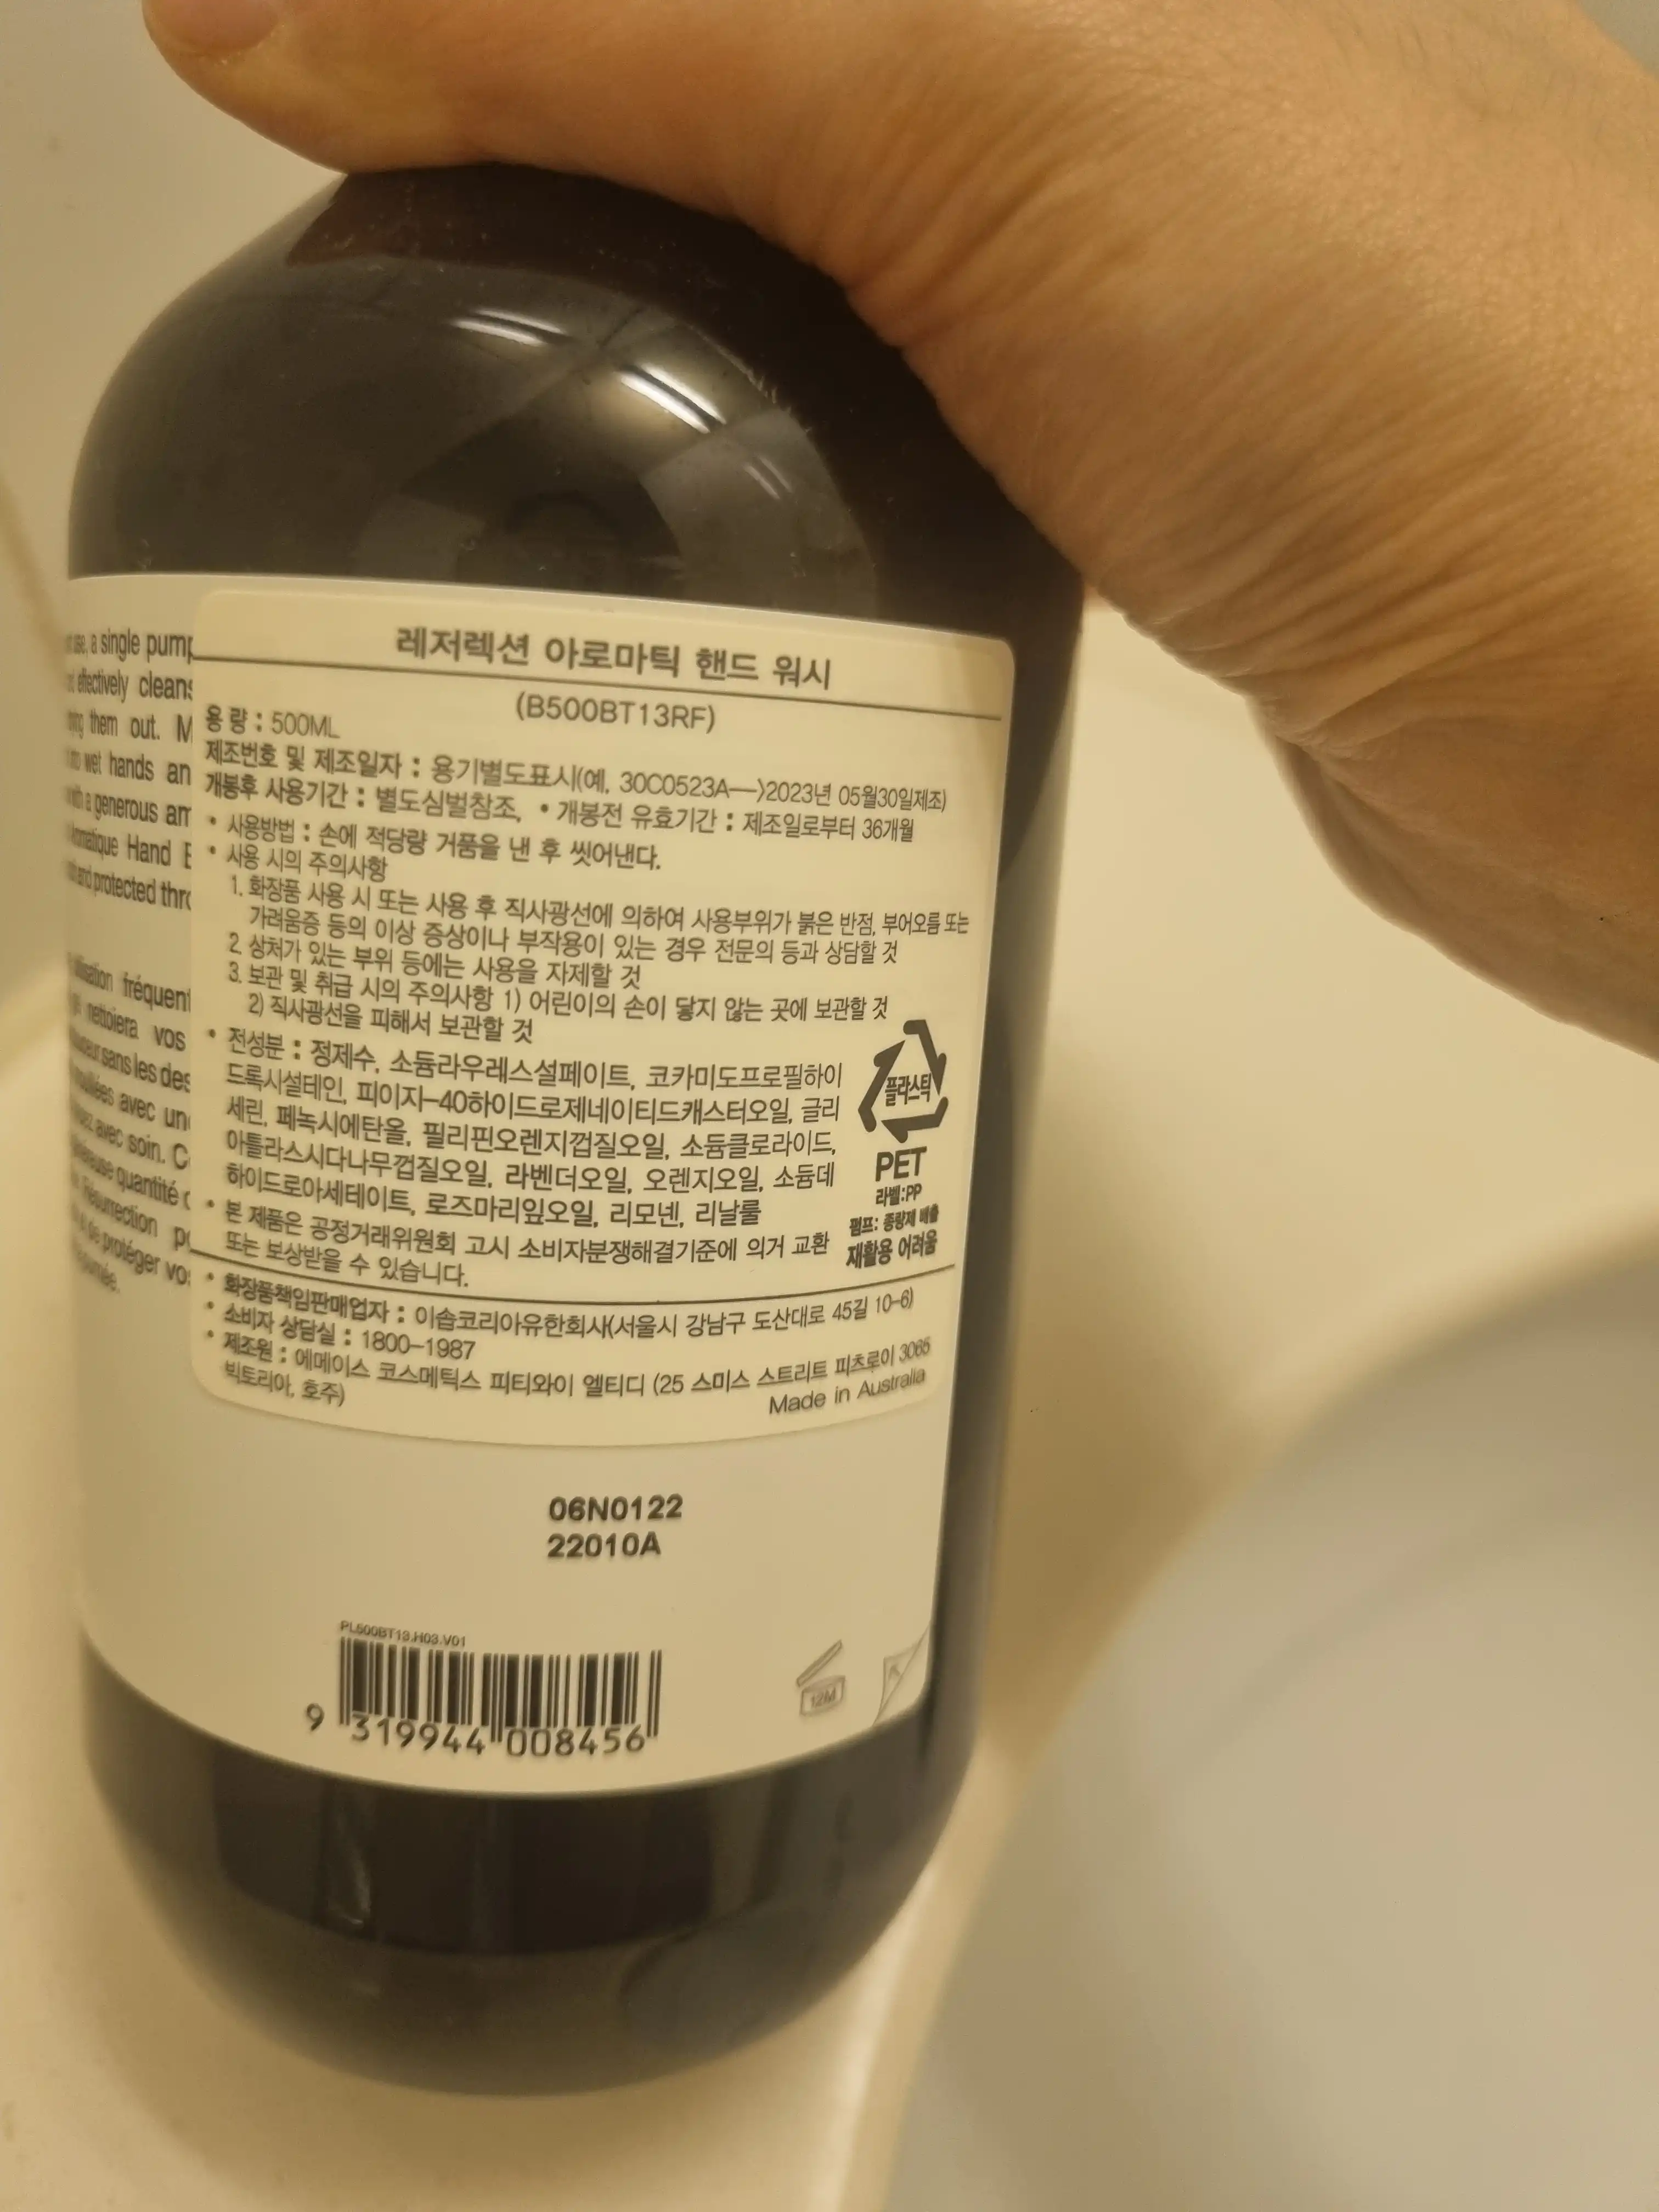 a single pump
effectively cleans
them out. M
wet hands an
a generous am
Aromatique Hand B
and protected thro
fréquent
nettoiera vos
sans les des
mouillées avec un
avec soin. C
quantité d
Résurrection po
de protéger vos
레저렉션 아로마틱 핸드 워시
(B500BT13RF)
용 량 : 500ML
제조번호 및 제조일자 : 용기별도표시(예, 30C0523A—>2023년 05월30일제조)
개봉후 사용기간 : 별도심벌참조, • 개봉전 유효기간 : 제조일로부터 36개월
• 사용방법 : 손에 적당량 거품을 낸 후 씻어낸다.
• 사용 시의 주의사항
1. 화장품 사용 시 또는 사용 후 직사광선에 의하여 사용부위가 붉은 반점, 부어오름 또는
가려움증 등의 이상 증상이나 부작용이 있는 경우 전문의 등과 상담할 것
2. 상처가 있는 부위 등에는 사용을 자제할 것
3. 보관 및 취급 시의 주의사항 1) 어린이의 손이 닿지 않는 곳에 보관할 것
2) 직사광선을 피해서 보관할 것
• 전성분 : 정제수, 소듐라우레스설페이트, 코카미도프로필하이
드록시설테인, 피이지-40하이드로제네이티드캐스터오일, 글리
세린, 페녹시에탄올, 필리핀오렌지껍질오일, 소듐클로라이드,
아틀라스시다나무껍질오일, 라벤더오일, 오렌지오일, 소듐데
하이드로아세테이트, 로즈마리잎오일, 리모넨, 리날룰
• 본 제품은 공정거래위원회 고시 소비자분쟁해결기준에 의거 교환
또는 보상받을 수 있습니다.
플라스틱
PET
라벨:PP
펌프: 종량제 배출
재활용 어려움
• 화장품책임판매업자 : 이솝코리아유한회사(서울시 강남구 도산대로 45길 10-6)
• 소비자 상담실 : 1800-1987
• 제조원 : 에메이스 코스메틱스 피티와이 엘티디 (25 스미스 스트리트 피츠로이 3065
빅토리아, 호주)
Made in Australia
06N0122
22010A
PL500BT13.H03.V01
9 319944 008456
12M